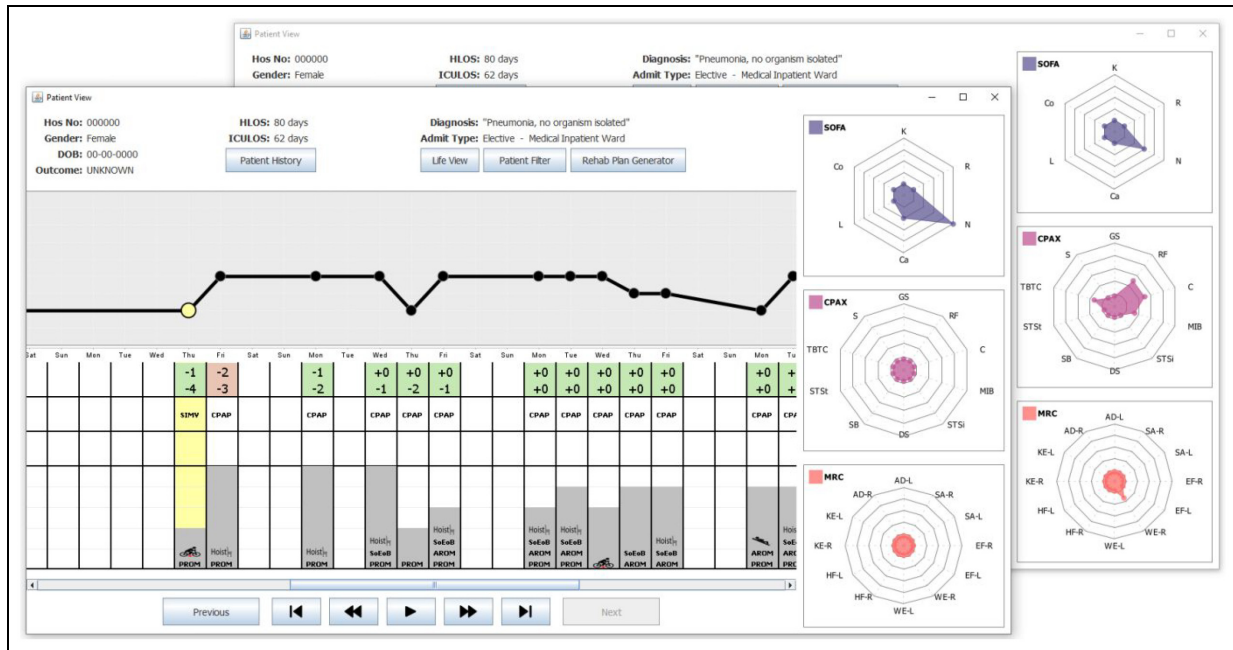 Patient View
Hos No: 000000 HLOS: 80 days Diagnosis: "Pneumonia, no organism isolated"
Gender: Female ICULOS: 62 days Admit Type: Elective - Medical Inpatient Ward
SOFA
K
Co R
L N
Ca
CPAX
GS
S RF
TBTC C
STSt MIB
SB STSi
DS
MRC
AD-L
AD-R SA-R
KE-L SA-L
KE-R EF-R
HF-L EF-L
HF-R WE-R
WE-L
Patient View
Hos No: 000000 HLOS: 80 days Diagnosis: "Pneumonia, no organism isolated"
Gender: Female ICULOS: 62 days Admit Type: Elective - Medical Inpatient Ward
DOB: 00-00-0000 Patient History Life View Patient Filter Rehab Plan Generator
Outcome: UNKNOWN
Sat Sun Mon Tue Wed Thu Fri Sat Sun Mon Tue Wed Thu Fri Sat Sun Mon Tue Wed Thu Fri Sat Sun Mon Tu
-1 -2 -1 +0 +0 +0 +0 +0 +0 +0 +0 +0
-4 -3 -2 -1 -2 -1 +0 +0 +0 +0 +0 +0
SIMV CPAP CPAP CPAP CPAP CPAP CPAP CPAP CPAP CPAP CPAP CPAP
Hoist Hoist Hoist Hoist
Hoist Hoist Hoist SoEoB SoEoB SoEoB SoEoB
SoEoB AROM AROM AROM SoEoB SoEoB AROM
PROM PROM PROM PROM PROM PROM PROM PROM AROM AROM PROM
SOFA
K
Co R
L N
Ca
CPAX
GS
S RF
TBTC C
STSt MIB
SB STSi
DS
MRC
AD-L
AD-R SA-R
KE-L SA-L
KE-R EF-R
HF-L EF-L
HF-R WE-R
WE-L
Previous Next